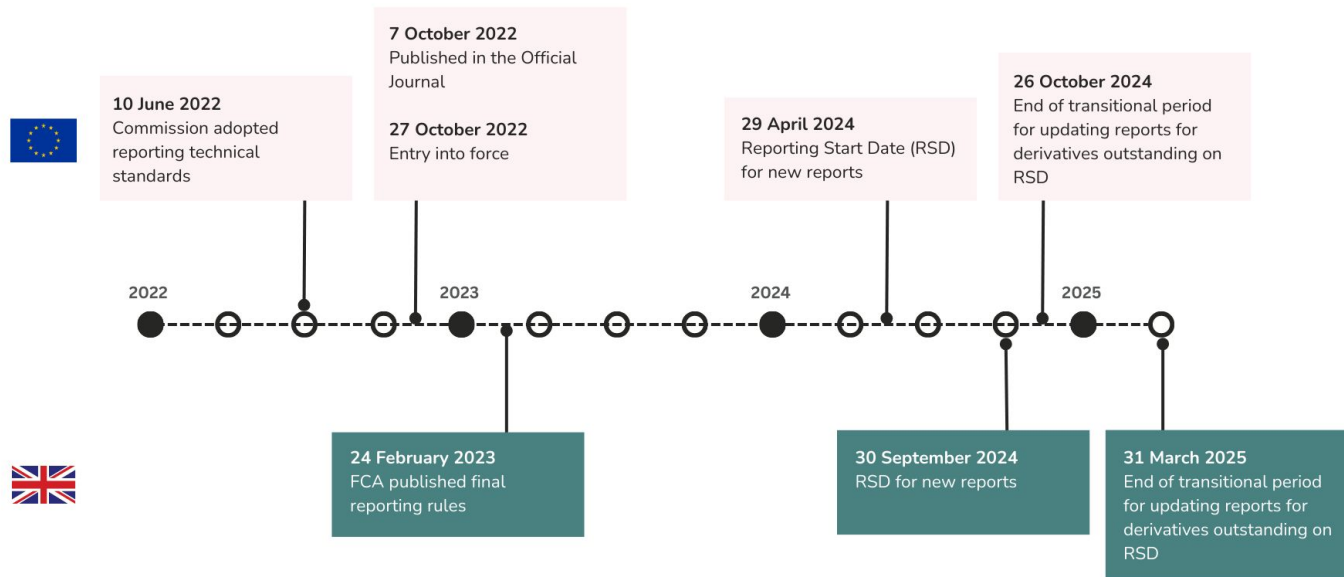 7 October 2022
Published in the Official
Journal
27 October 2022
Entry into force
10 June 2022
Commission adopted
reporting technical
standards
29 April 2024
Reporting Start Date (RSD)
for new reports
26 October 2024
End of transitional period
for updating reports for
derivatives outstanding on
RSD
2022
2023
2024
2025
24 February 2023
FCA published final
reporting rules
30 September 2024
RSD for new reports
31 March 2025
End of transitional period
for updating reports for
derivatives outstanding on
RSD